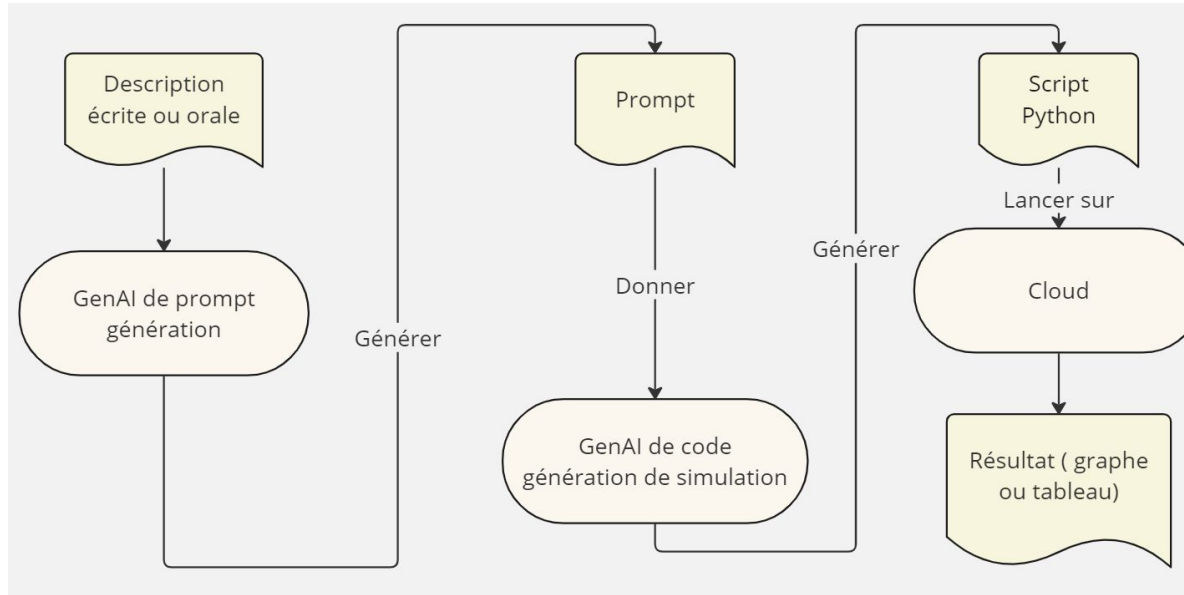 Description
écrite ou orale
GenAI de prompt
génération
Générer
Prompt
Donner
GenAI de code
génération de simulation
Générer
Script
Python
Lancer sur
Cloud
Résultat ( graphe
ou tableau)